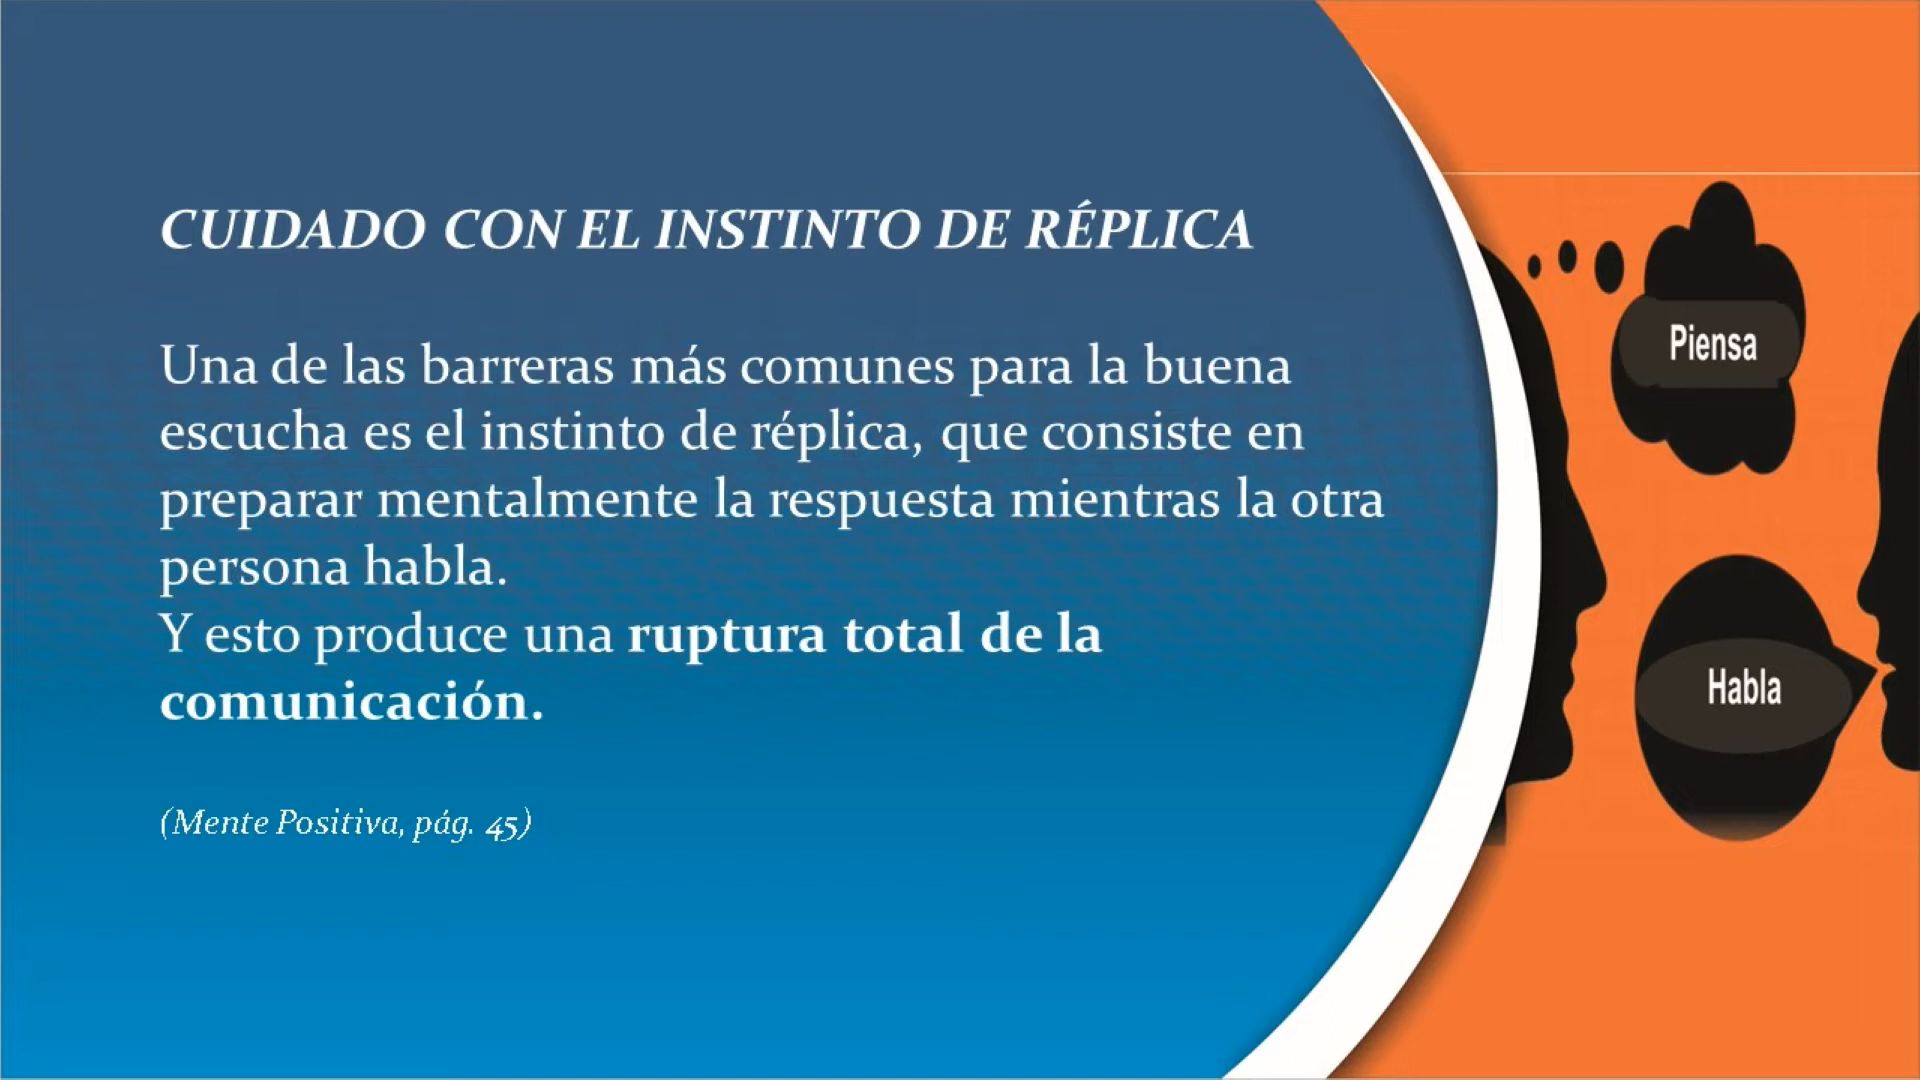 CUIDADO CON EL INSTINTO DE RÉPLICA
Una de las barreras más comunes para la buena
escucha es el instinto de réplica, que consiste en
preparar mentalmente la respuesta mientras la otra
persona habla.
Y esto produce una ruptura total de la
comunicación.
(Mente Positiva, pág. 45)
Piensa
Habla